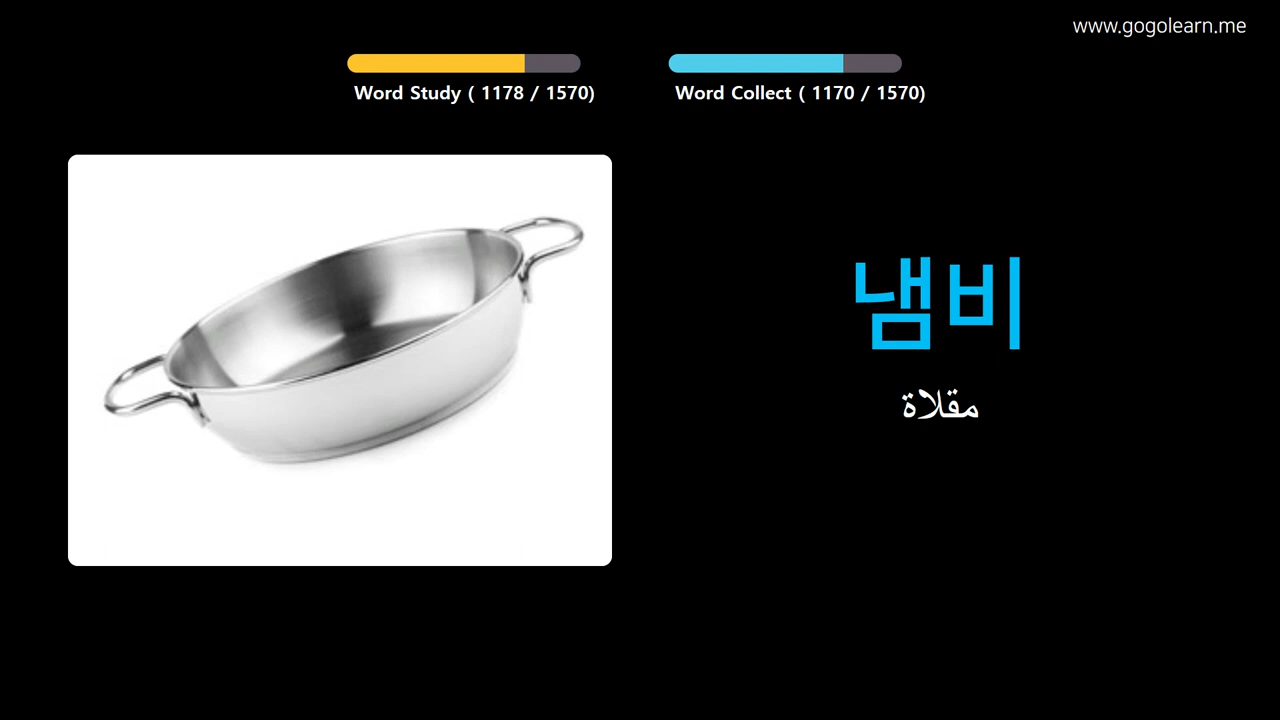 www.gogolearn.me
Word Study ( 1178 / 1570)
Word Collect ( 1170 / 1570)
냄비
مقلاة